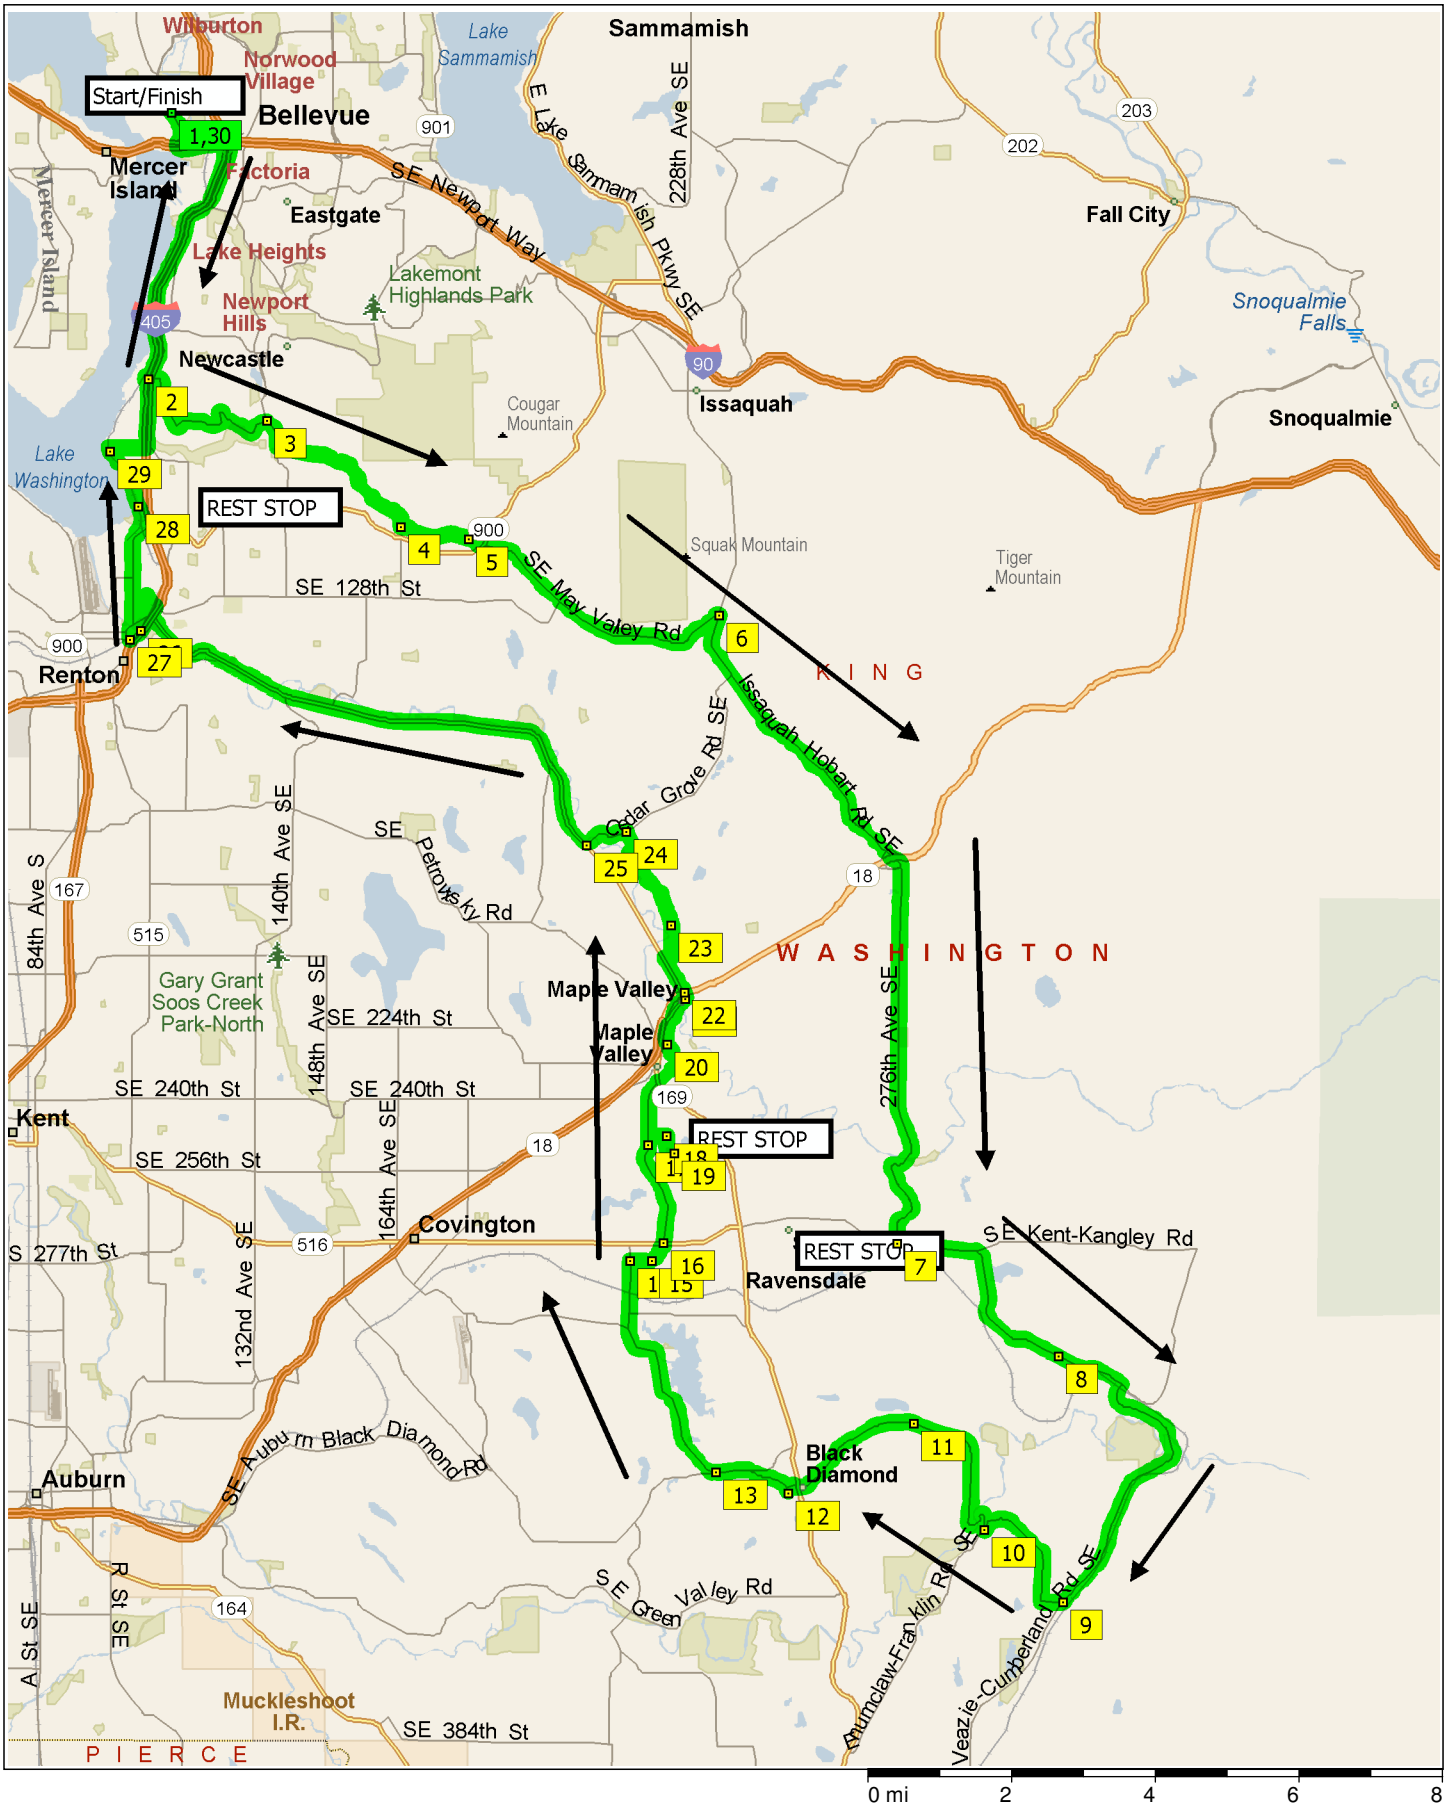 Wilburton
Lake
Sammamish
Sammamish
Norwood
Village
Start/Finish
Bellevue
901
228th Ave SE
E Lake Sammamish Pkwy SE
203
202
1,30
Mercer
Island
Factoria
SE Newport Way
Mercer Island
Eastgate
Fall City
Lake Heights
Lakemont
Highlands Park
Newport
Hills
Snoqualmie
Falls
405
Newcastle
90
2
Issaquah
Cougar
Mountain
Snoqualmie
3
Lake
Washington
29
REST STOP
28
900
4
5
Squak Mountain
Tiger
Mountain
SE 128th St
SE May Valley Rd
6
900
27
Renton
KING
Issaquah Hobart Rd SE
Cedar Grove Rd SE
140th Ave SE
SE Petrovitsky Rd
24
25
18
84th Ave S
167
515
23
WASHINGTON
Gary Grant
Soos Creek
Park-North
148th Ave SE
276th Ave SE
Maple Valley
22
SE 224th St
Maple
Valley
20
SE 240th St
SE 240th St
169
Kent
164th Ave SE
18
REST STOP
18
19
SE 256th St
Covington
SE Kent-Kangley Rd
S 277th St
516
132nd Ave SE
REST STOP
16
7
15
Ravensdale
8
SE Auburn Black Diamond Rd
11
Black
Diamond
Auburn
13
12
10
9
SE Green Valley Rd
R St SE
A St SE
164
Enumclaw-Franklin Rd SE
Veazie-Cumberland Rd SE
Muckleshoot
I.R.
SE 384th St
PIERCE
0 mi
2
4
6
8